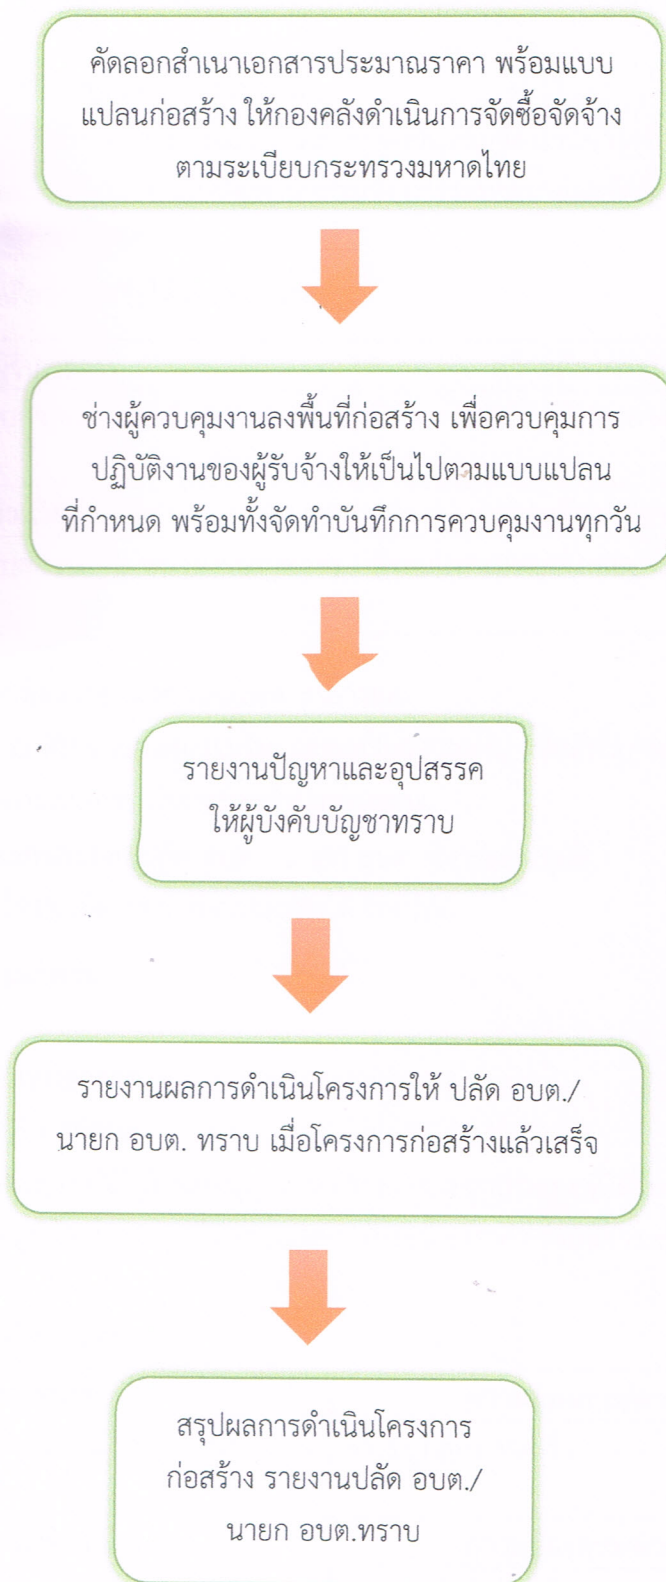 คัดลอกสำเนาเอกสารประมาณราคา พร้อมแบบ
แปลนก่อสร้าง ให้กองคลังดำเนินการจัดซื้อจัดจ้าง
ตามระเบียบกระทรวงมหาดไทย
ช่างผู้ควบคุมงานลงพื้นที่ก่อสร้าง เพื่อควบคุมการ
ปฏิบัติงานของผู้รับจ้างให้เป็นไปตามแบบแปลน
ที่กำหนด พร้อมทั้งจัดทำบันทึกการควบคุมงานทุกวัน
รายงานปัญหาและอุปสรรค
ให้ผู้บังคับบัญชาทราบ
รายงานผลการดำเนินโครงการให้ ปลัด อบต./
นายก อบต. ทราบ เมื่อโครงการก่อสร้างแล้วเสร็จ
สรุปผลการดำเนินโครงการ
ก่อสร้าง รายงานปลัด อบต./
นายก อบต.ทราบ